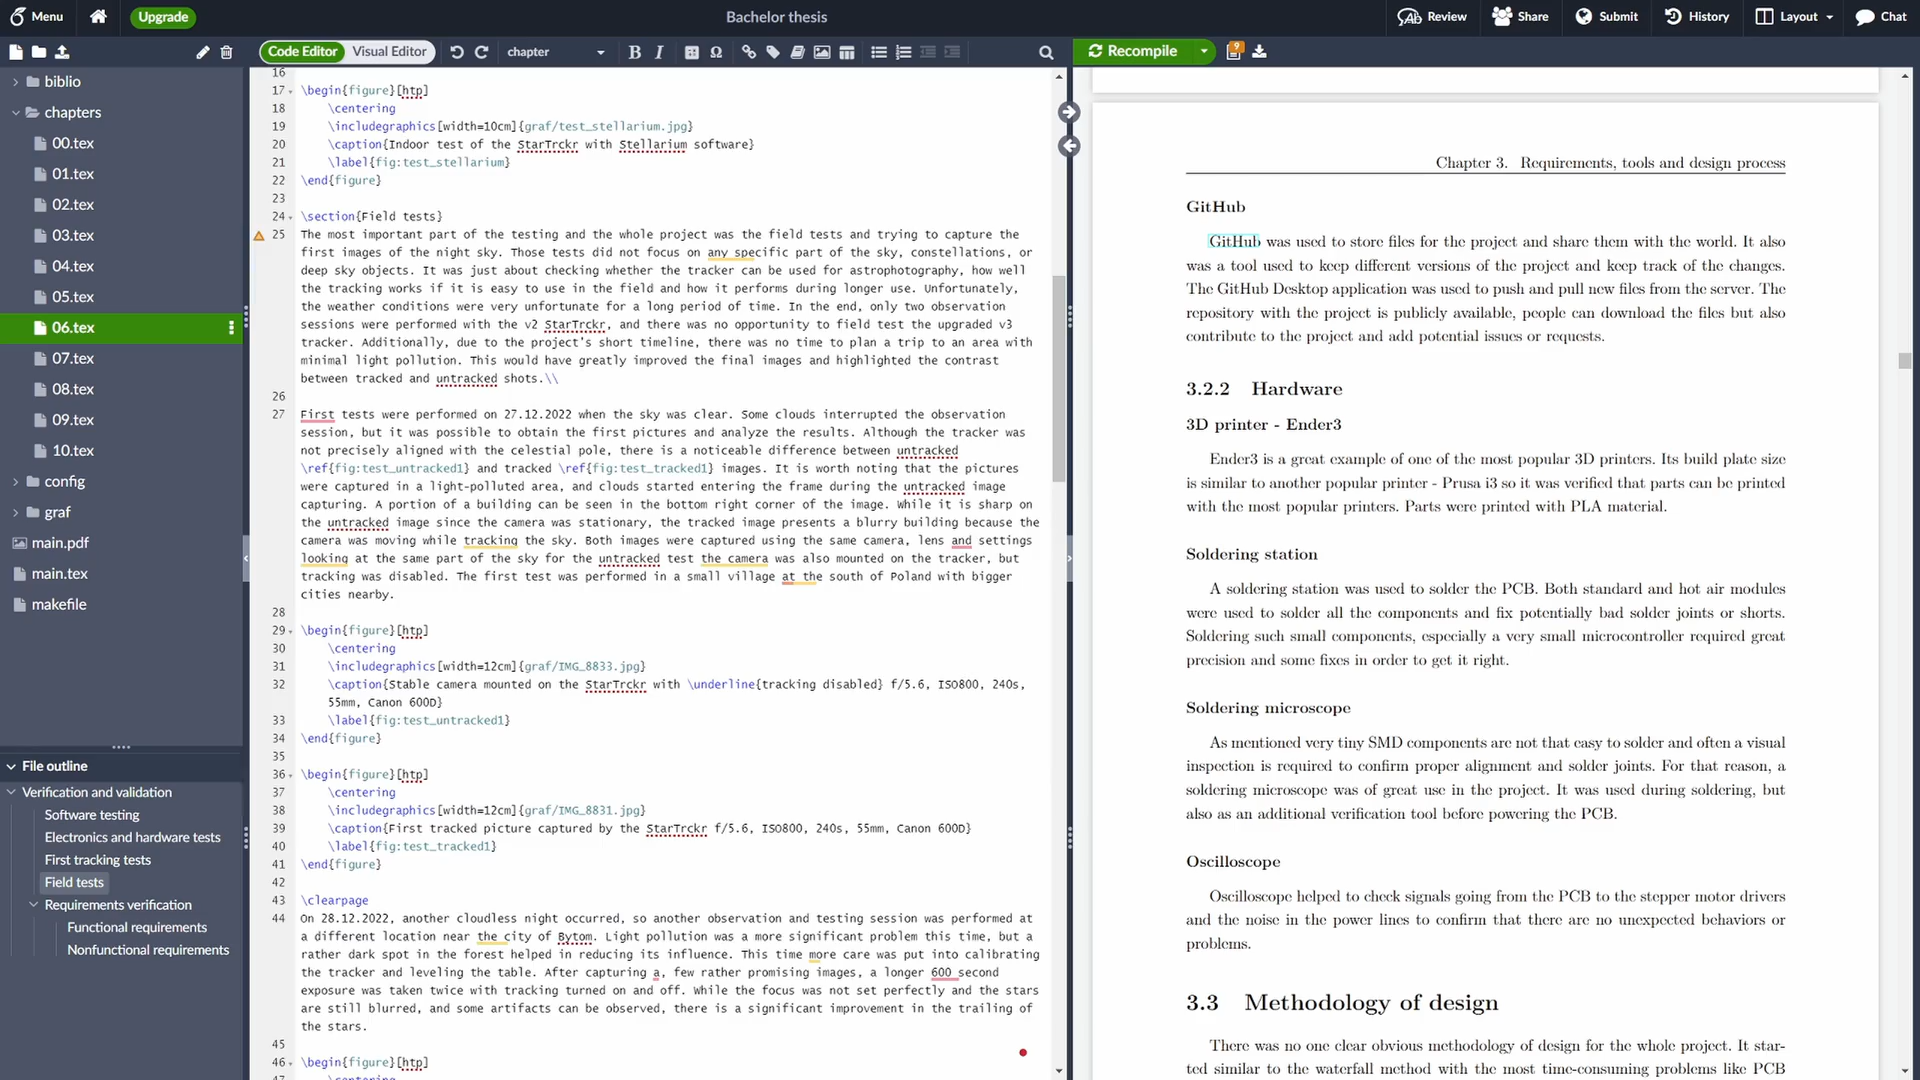 Menu
Upgrade
Bachelor thesis
Review
Share
Submit
History
Layout
Chat
Code Editor
Visual Editor
chapter
B I
Ω
Recompile
9
biblio
chapters
00.tex
01.tex
02.tex
03.tex
04.tex
05.tex
06.tex
07.tex
08.tex
09.tex
10.tex
config
graf
main.pdf
main.tex
makefile
File outline
Verification and validation
Software testing
Electronics and hardware tests
First tracking tests
Field tests
Requirements verification
Functional requirements
Nonfunctional requirements
16
17 \begin{figure}[htp]
18 \centering
19 \includegraphics[width=10cm]{graf/test_stellarium.jpg}
20 \caption{Indoor test of the StarTrckr with Stellarium software}
21 \label{fig:test_stellarium}
22 \end{figure}
23
24 \section{Field tests}
25 The most important part of the testing and the whole project was the field tests and trying to capture the
first images of the night sky. Those tests did not focus on any specific part of the sky, constellations, or
deep sky objects. It was just about checking whether the tracker can be used for astrophotography, how well
the tracking works if it is easy to use in the field and how it performs during longer use. Unfortunately,
the weather conditions were very unfortunate for a long period of time. In the end, only two observation
sessions were performed with the v2 StarTrckr, and there was no opportunity to field test the upgraded v3
tracker. Additionally, due to the project's short timeline, there was no time to plan a trip to an area with
minimal light pollution. This would have greatly improved the final images and highlighted the contrast
between tracked and untracked shots.\\
26
27 First tests were performed on 27.12.2022 when the sky was clear. Some clouds interrupted the observation
session, but it was possible to obtain the first pictures and analyze the results. Although the tracker was
not precisely aligned with the celestial pole, there is a noticeable difference between untracked
\ref{fig:test_untracked1} and tracked \ref{fig:test_tracked1} images. It is worth noting that the pictures
were captured in a light-polluted area, and clouds started entering the frame during the untracked image
capturing. A portion of a building can be seen in the bottom right corner of the image. While it is sharp on
the untracked image since the camera was stationary, the tracked image presents a blurry building because the
camera was moving while tracking the sky. Both images were captured using the same camera, lens and settings
looking at the same part of the sky for the untracked test the camera was also mounted on the tracker, but
tracking was disabled. The first test was performed in a small village at the south of Poland with bigger
cities nearby.
28
29 \begin{figure}[htp]
30 \centering
31 \includegraphics[width=12cm]{graf/IMG_8833.jpg}
32 \caption{Stable camera mounted on the StarTrckr with \underline{tracking disabled} f/5.6, ISO800, 240s,
55mm, Canon 600D}
33 \label{fig:test_untracked1}
34 \end{figure}
35
36 \begin{figure}[htp]
37 \centering
38 \includegraphics[width=12cm]{graf/IMG_8831.jpg}
39 \caption{First tracked picture captured by the StarTrckr f/5.6, ISO800, 240s, 55mm, Canon 600D}
40 \label{fig:test_tracked1}
41 \end{figure}
42
43 \clearpage
44 On 28.12.2022, another cloudless night occurred, so another observation and testing session was performed at
a different location near the city of Bytom. Light pollution was a more significant problem this time, but a
rather dark spot in the forest helped in reducing its influence. This time more care was put into calibrating
the tracker and leveling the table. After capturing a, few rather promising images, a longer 600 second
exposure was taken twice with tracking turned on and off. While the focus was not set perfectly and the stars
are still blurred, and some artifacts can be observed, there is a significant improvement in the trailing of
the stars.
45
46 \begin{figure}[htp]
47 \centering
Chapter 3. Requirements, tools and design process
GitHub
GitHub was used to store files for the project and share them with the world. It also
was a tool used to keep different versions of the project and keep track of the changes.
The GitHub Desktop application was used to push and pull new files from the server. The
repository with the project is publicly available, people can download the files but also
contribute to the project and add potential issues or requests.
3.2.2 Hardware
3D printer - Ender3
Ender3 is a great example of one of the most popular 3D printers. Its build plate size
is similar to another popular printer - Prusa i3 so it was verified that parts can be printed
with the most popular printers. Parts were printed with PLA material.
Soldering station
A soldering station was used to solder the PCB. Both standard and hot air modules
were used to solder all the components and fix potentially bad solder joints or shorts.
Soldering such small components, especially a very small microcontroller required great
precision and some fixes in order to get it right.
Soldering microscope
As mentioned very tiny SMD components are not that easy to solder and often a visual
inspection is required to confirm proper alignment and solder joints. For that reason, a
soldering microscope was of great use in the project. It was used during soldering, but
also as an additional verification tool before powering the PCB.
Oscilloscope
Oscilloscope helped to check signals going from the PCB to the stepper motor drivers
and the noise in the power lines to confirm that there are no unexpected behaviors or
problems.
3.3 Methodology of design
There was no one clear obvious methodology of design for the whole project. It star-
ted similar to the waterfall method with the most time-consuming problems like PCB